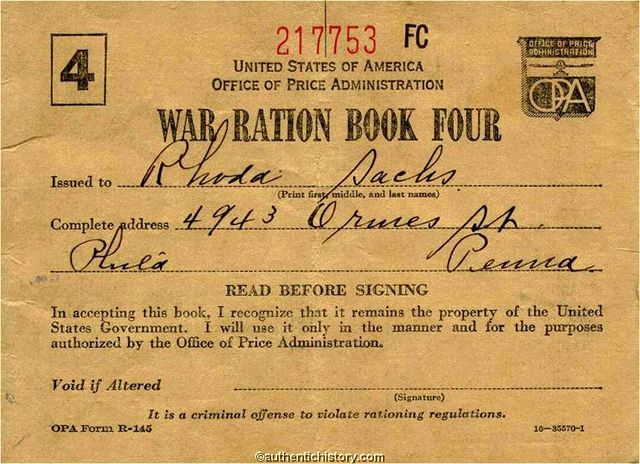 217753 FC
4
OFFICE OF PRICE
ADMINISTRATION
OPA
UNITED STATES OF AMERICA
OFFICE OF PRICE ADMINISTRATION
WAR RATION BOOK FOUR
Issued to Rhoda Sachs
(Print first, middle, and last names)
Complete address 4943 Ormes St.
Phila Penna.
READ BEFORE SIGNING
In accepting this book, I recognize that it remains the property of the United
States Government. I will use it only in the manner and for the purposes
authorized by the Office of Price Administration.
Void if Altered
(Signature)
It is a criminal offense to violate rationing regulations.
OPA Form R-145 16—35570-1
©authentichistory.com